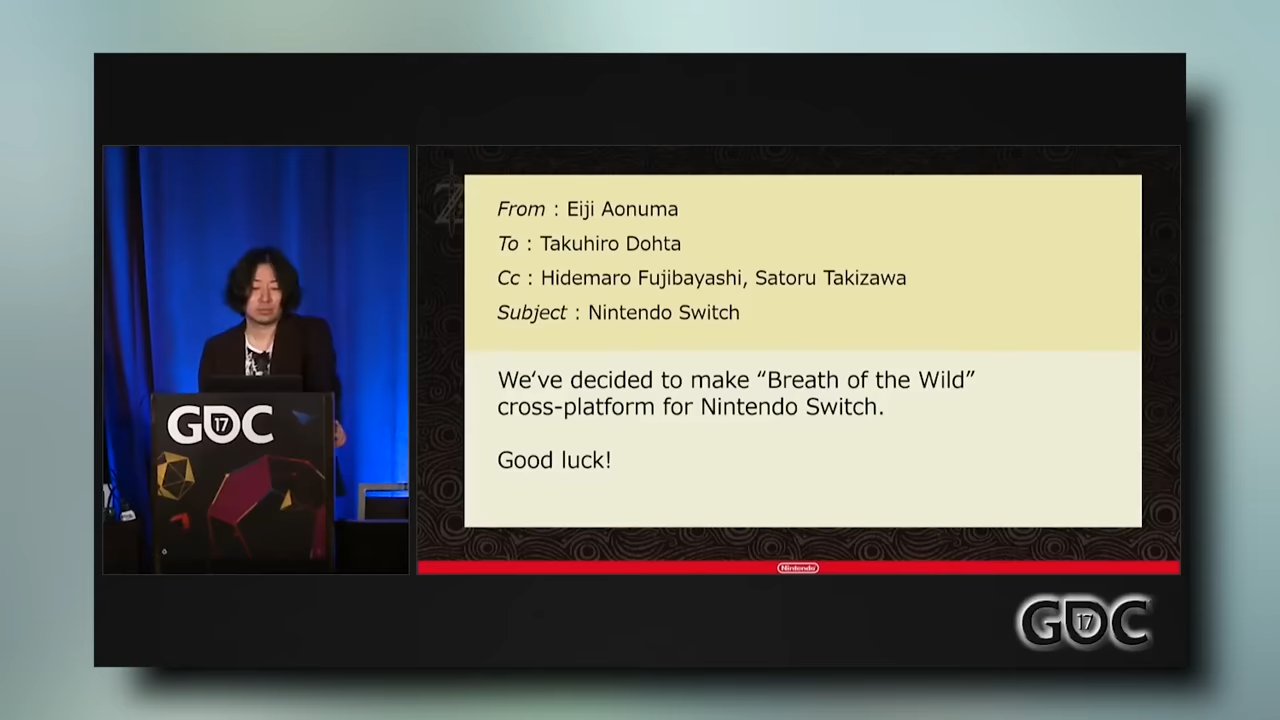 From : Eiji Aonuma
To : Takuhiro Dohta
Cc : Hidemaro Fujibayashi, Satoru Takizawa
Subject : Nintendo Switch
We've decided to make “Breath of the Wild”
cross-platform for Nintendo Switch.
Good luck!
GDC
17
Nintendo
GDC
17